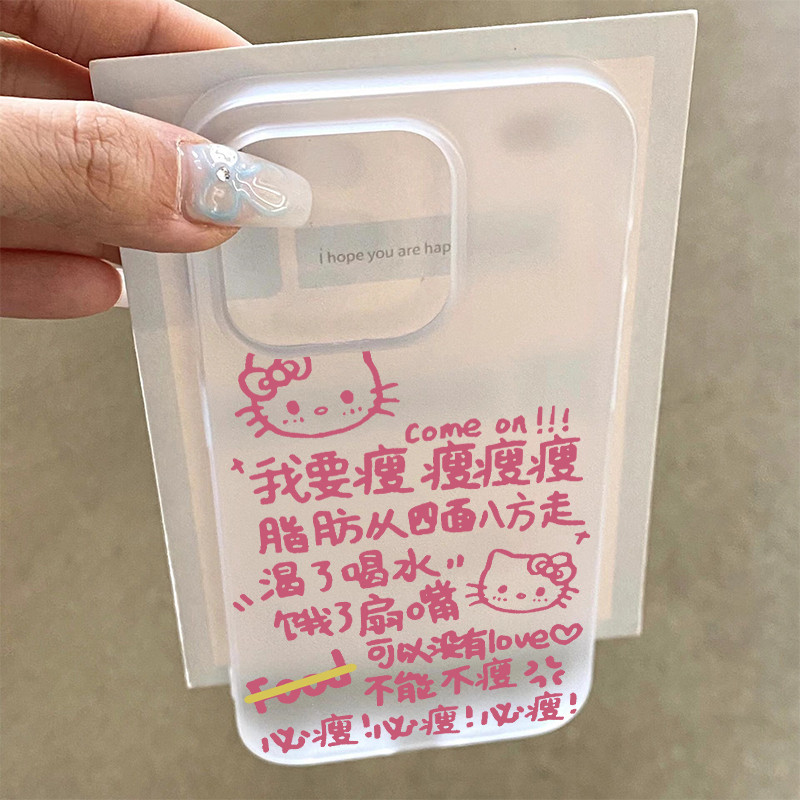 i hope you are hap
come on!!!
我要瘦瘦瘦瘦
脂肪从四面八方走
"渴了喝水"
饿了扇嘴
可以没有love♡
Food 不能不瘦
必瘦!必瘦!必瘦!